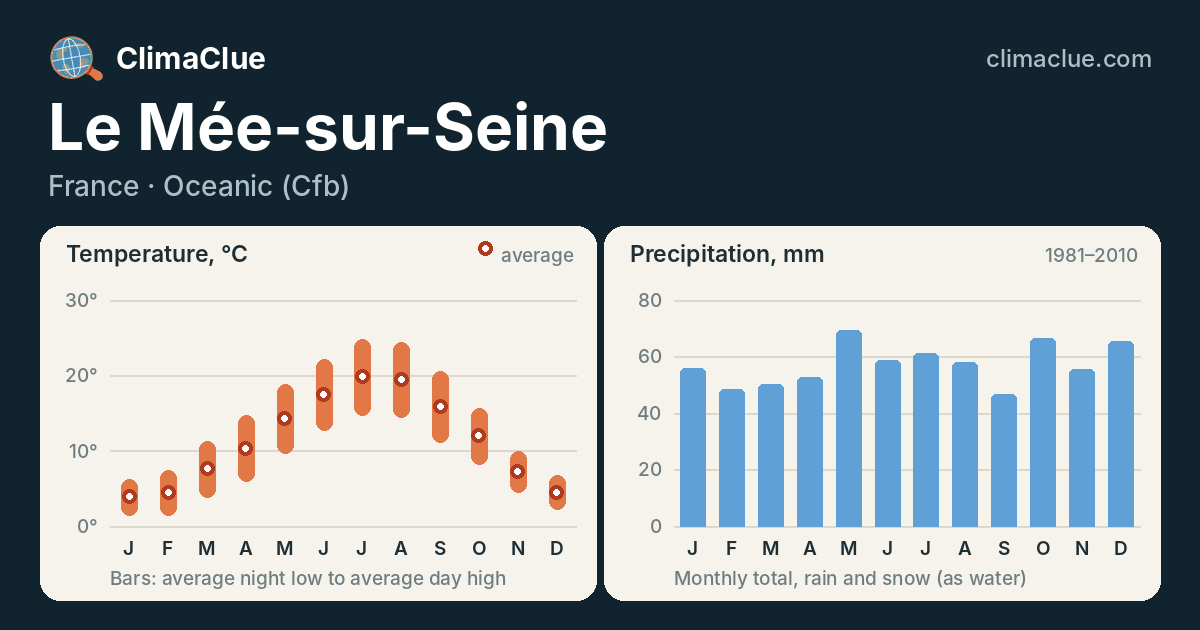 ClimaClue
climaclue.com
Le Mée-sur-Seine
France · Oceanic (Cfb)
Temperature, °C
average
30°
20°
10°
0°
J F M A M J J A S O N D
Bars: average night low to average day high
Precipitation, mm
1981–2010
80
60
40
20
0
J F M A M J J A S O N D
Monthly total, rain and snow (as water)